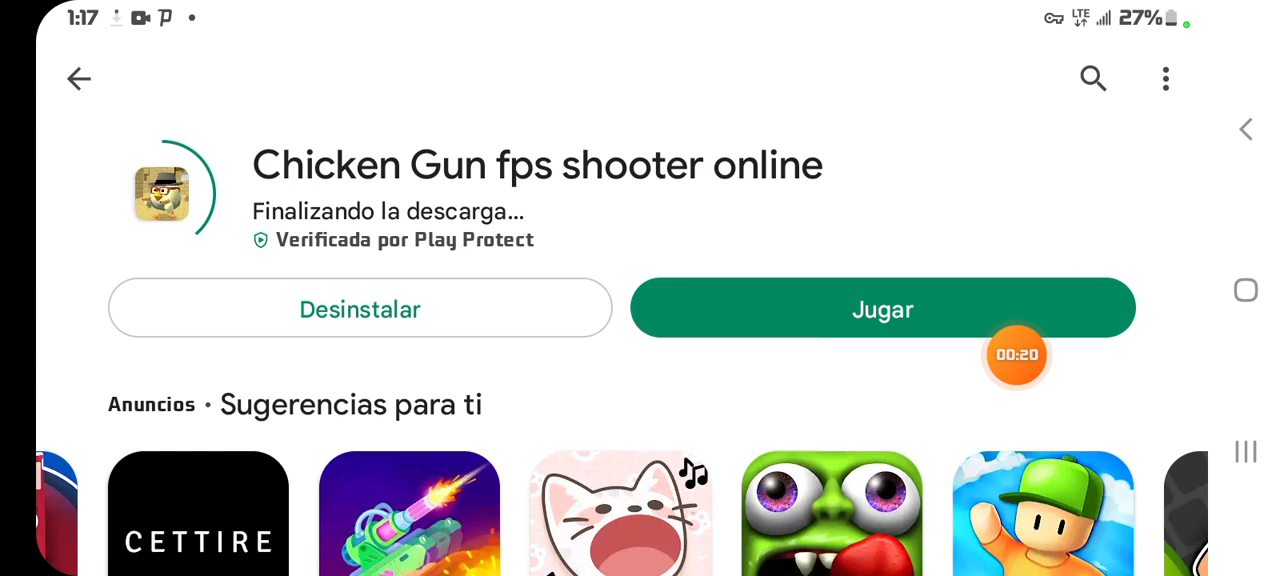 1:17
LTE 27%
Chicken Gun fps shooter online
Finalizando la descarga...
Verificada por Play Protect
Desinstalar
Jugar
00:20
Anuncios • Sugerencias para ti
CETTIRE